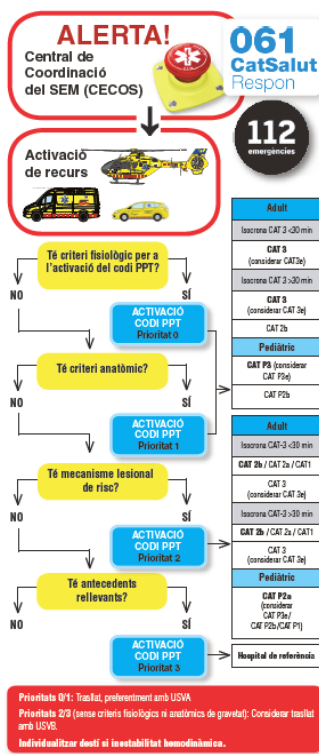 ALERTA!
Central de
Coordinació
del SEM (CECOS)
061
CatSalut
Respon
112
emergències
Activació
de recurs
Té criteri fisiològic per a
l'activació del codi PPT?
NO
SÍ
ACTIVACIÓ
CODI PPT
Prioritat 0
Té criteri anatòmic?
NO
SÍ
ACTIVACIÓ
CODI PPT
Prioritat 1
Té mecanisme lesional
de risc?
NO
SÍ
ACTIVACIÓ
CODI PPT
Prioritat 2
Té antecedents
rellevants?
NO
SÍ
ACTIVACIÓ
CODI PPT
Prioritat 3
Adult
Isocrona CAT 3 <30 min
CAT 3
(considerar CAT3e)
Isocrona CAT 3 >30 min
CAT 3
(considerar CAT 3e)
CAT 2b
Pediàtric
CAT P3 (considerar
CAT P3e)
CAT P2b
Adult
Isocrona CAT-3 <30 min
CAT 2b / CAT 2a / CAT1
CAT 3
(considerar CAT 3e)
Isocrona CAT-3 >30 min
CAT 2b / CAT 2a / CAT1
CAT 3
(considerar CAT 3e)
Pediàtric
CAT P2a
(considerar
CAT P3e/
CAT P2b/CAT P1)
Hospital de referència
Prioritats 0/1: Trasllat, preferentment amb USVA
Prioritats 2/3 (sense criteris fisiològics ni anatòmics de gravetat): Considerar trasllat
amb USVB.
Individualitzar destí si inestabilitat hemodinàmica.